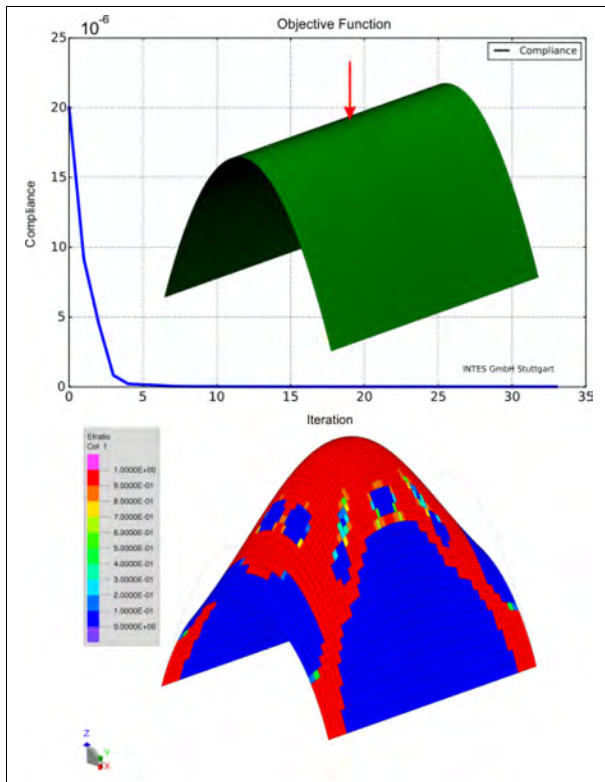 Objective Function
10^-6
25
20
15
10
5
0
Compliance
Compliance
INTES GmbH Stuttgart
0 5 10 15 20 25 30 35
Iteration
Efratio
Cell 1
1.0000E+00
9.0000E-01
8.0000E-01
7.0000E-01
6.0000E-01
5.0000E-01
4.0000E-01
3.0000E-01
2.0000E-01
1.0000E-01
0.0000E+00
Z
Y
X